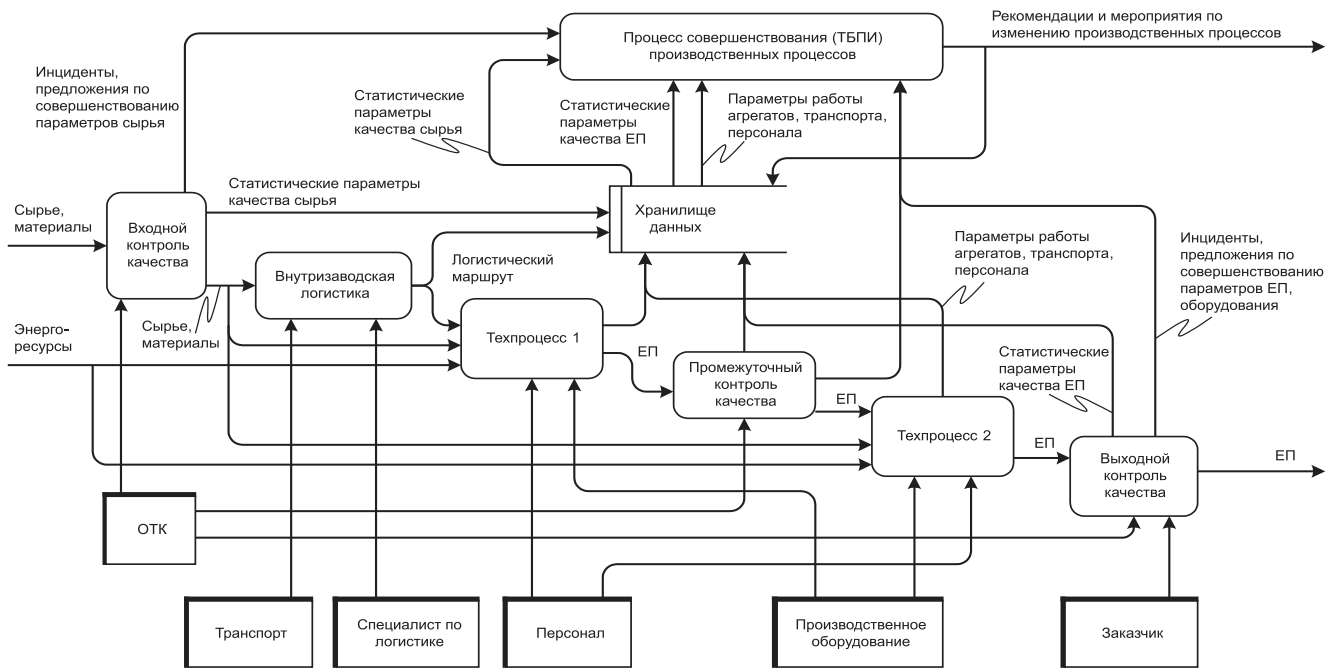 Рекомендации и мероприятия по
изменению производственных процессов
Процесс совершенствования (ТБПИ)
производственных процессов
Инциденты,
предложения по
совершенствованию
параметров сырья
Статистические
параметры
качества сырья
Статистические
параметры
качества ЕП
Параметры работы
агрегатов, транспорта,
персонала
Статистические параметры
качества сырья
Сырье,
материалы
Входной
контроль
качества
Хранилище
данных
Внутризаводская
логистика
Логистический
маршрут
Параметры работы
агрегатов, транспорта,
персонала
Инциденты,
предложения по
совершенствованию
параметров ЕП,
оборудования
Энерго-
ресурсы
Сырье,
материалы
Техпроцесс 1
ЕП
Промежуточный
контроль
качества
ЕП
Статистические
параметры
качества ЕП
Техпроцесс 2
ЕП
Выходной
контроль
качества
ЕП
ОТК
Транспорт
Специалист по
логистике
Персонал
Производственное
оборудование
Заказчик